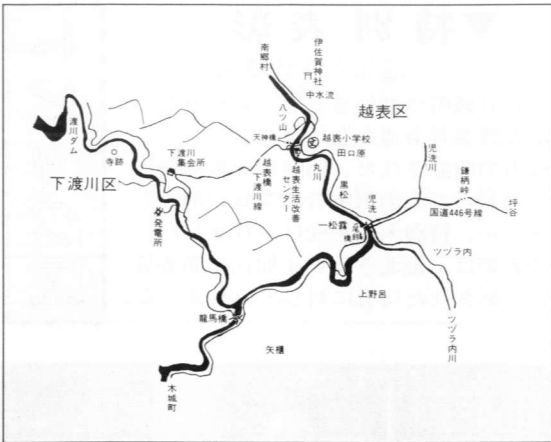 南郷村
伊佐賀神社
中水流
八ツ山
越表区
天神橋
越表小学校
田口原
丸川
児洗川
鎌柄峠
坪谷
渡川ダム
寺跡
下渡川
集会所
越表橋
下渡川線
越表生活改善
センター
黒松
児洗
国道446号線
下渡川区
発電所
一松露
ツヅラ内
上野呂
ツヅラ内川
龍馬橋
矢櫃
木城町